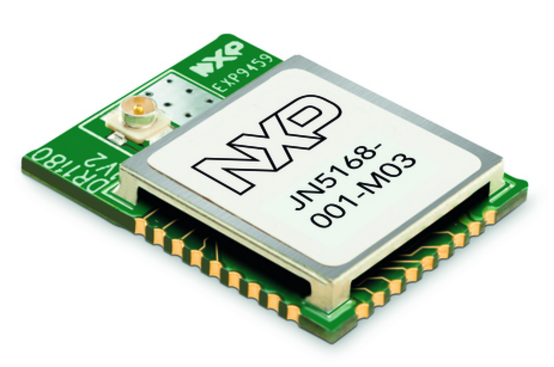 NXP
EXP9459
DR1180
V2
NXP
JN5168-
001-M03